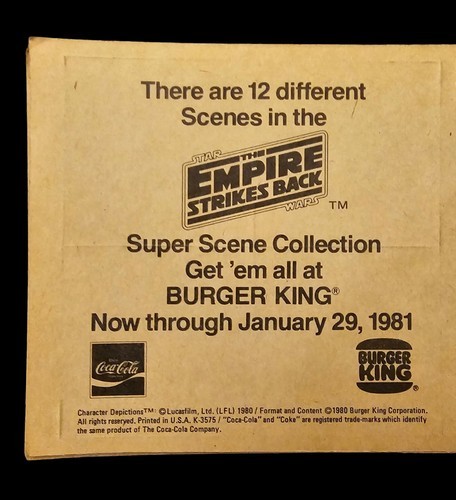 There are 12 different
Scenes in the
STAR
THE
EMPIRE
STRIKES BACK
WARS TM
Super Scene Collection
Get 'em all at
BURGER KING®
Now through January 29, 1981
Coca-Cola
BURGER
KING ®
Character Depictions™: ©Lucasfilm, Ltd. (LFL) 1980 / Format and Content ©1980 Burger King Corporation.
All rights reserved. Printed in U.S.A. K-3575 / "Coca-Cola" and "Coke" are registered trade-marks which identify
the same product of The Coca-Cola Company.